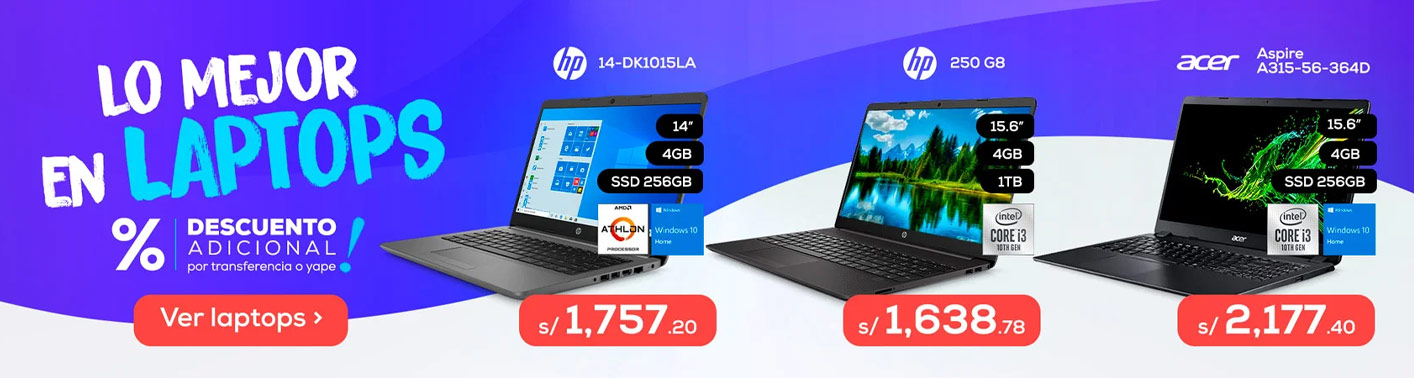 LO MEJOR
EN LAPTOPS
%
DESCUENTO
ADICIONAL
por transferencia o yape!
Ver laptops >
hp 14-DK1015LA
14"
4GB
SSD 256GB
AMD
ATHLON
PROCESSOR
Windows
Windows 10
Home
s/ 1,757.20
hp 250 G8
15.6"
4GB
1TB
intel
CORE i3
10TH GEN
s/ 1,638.78
acer Aspire
A315-56-364D
15.6"
4GB
SSD 256GB
acer
intel
CORE i3
10TH GEN
Windows
Windows 10
Home
s/ 2,177.40